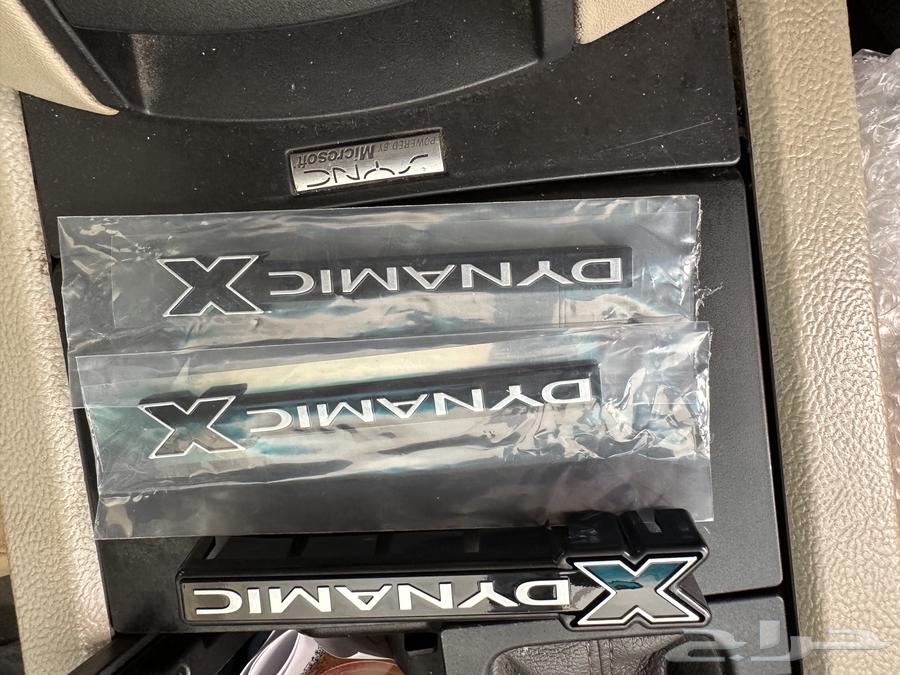 SYNC
POWERED BY Microsoft
DYNAMIC X
DYNAMIC X
X DYNAMIC
حراج